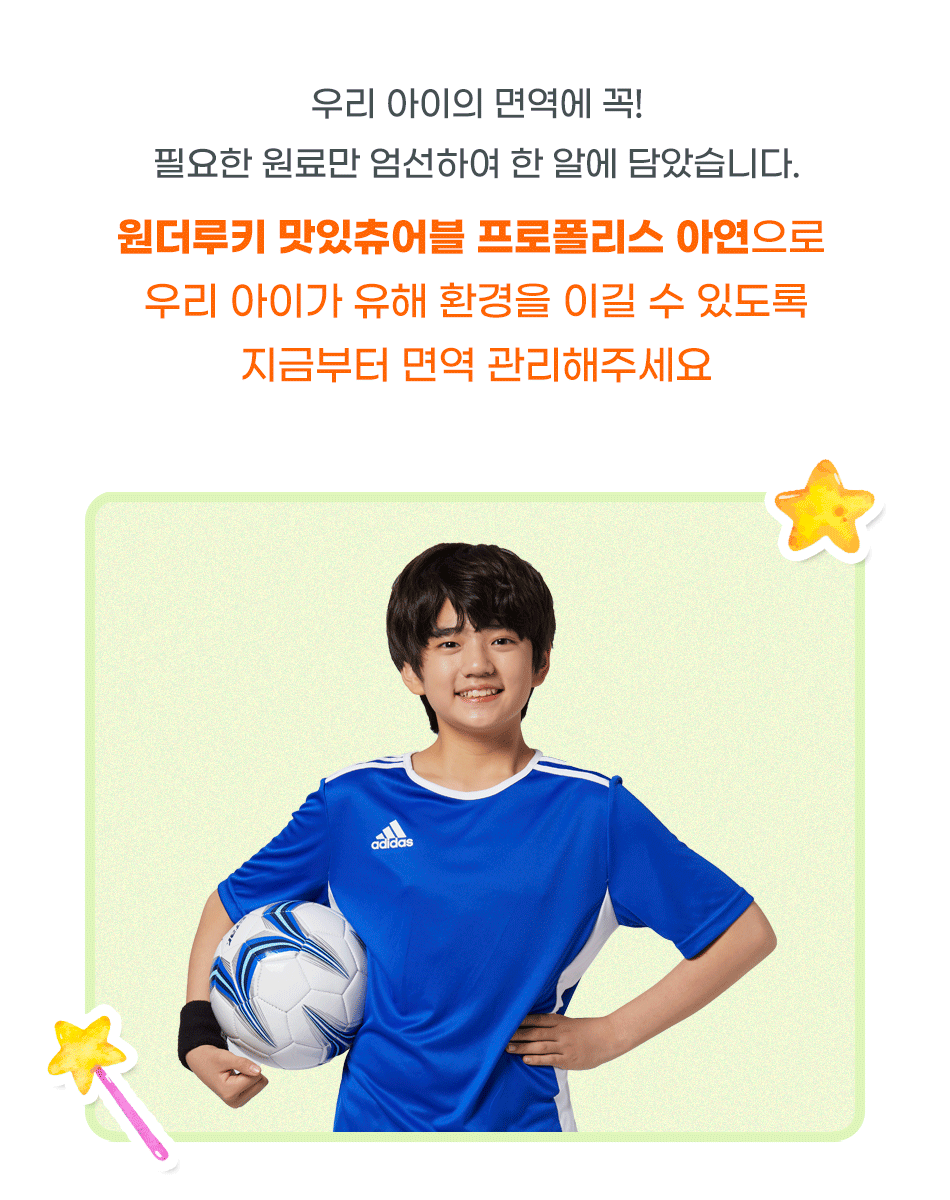 우리 아이의 면역에 꼭!
필요한 원료만 엄선하여 한 알에 담았습니다.
원더루키 맛있츄어블 프로폴리스 아연으로
우리 아이가 유해 환경을 이길 수 있도록
지금부터 면역 관리해주세요
adidas